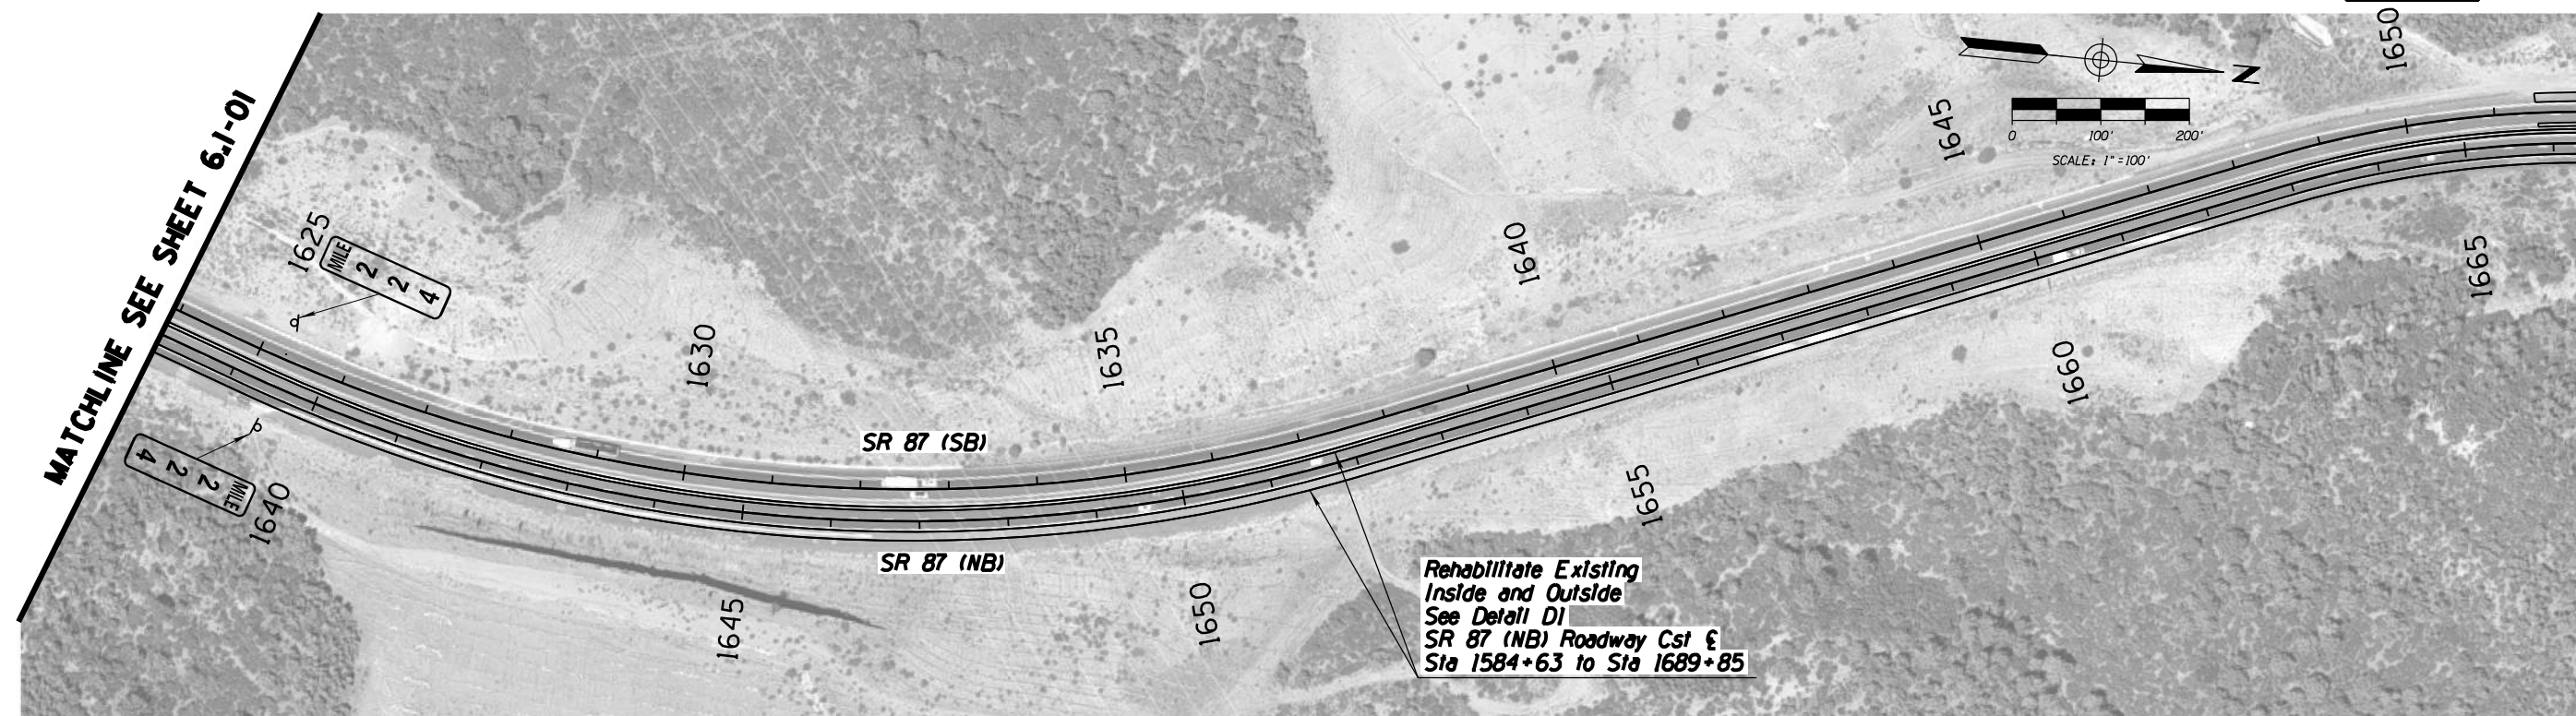 MATCHLINE SEE SHEET 6.1-01
1625
MILE 2 2 4
MILE 2 2 4
1640
1630
1635
1640
1645
1650
N
0 100' 200'
SCALE: 1" =100'
SR 87 (SB)
SR 87 (NB)
1645
1650
1655
1660
1665
Rehabilitate Existing
Inside and Outside
See Detail D1
SR 87 (NB) Roadway Cst ℄
Sta 1584+63 to Sta 1689+85